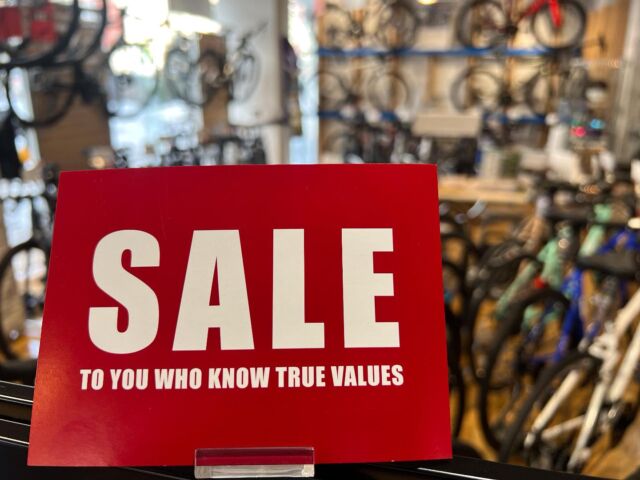 SALE
TO YOU WHO KNOW TRUE VALUES